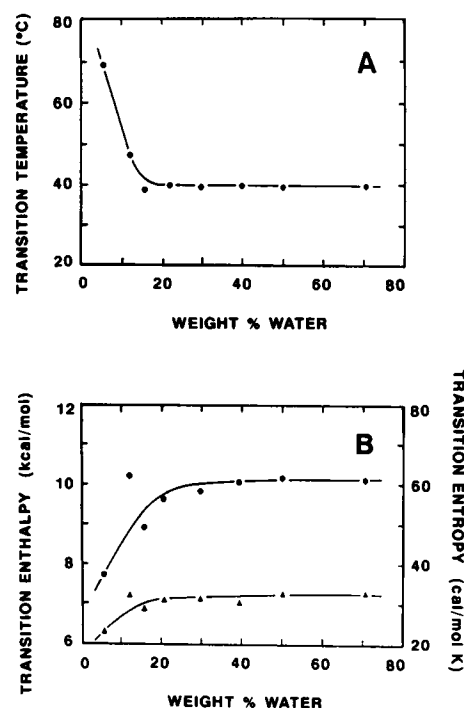 80
60
40
20
TRANSITION TEMPERATURE (°C)
A
0 20 40 60 80
WEIGHT % WATER
12
10
7
6
TRANSITION ENTHALPY (kcal/mol)
B
80
60
40
20
TRANSITION ENTROPY (cal/mol K)
0 20 40 60 80
WEIGHT % WATER